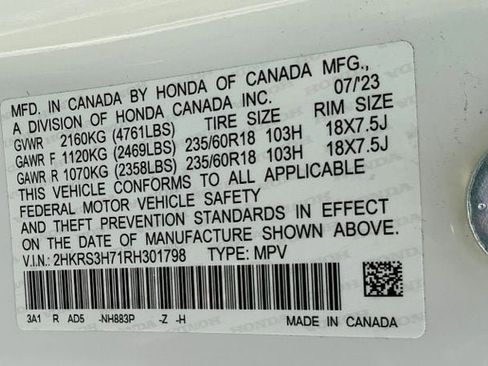 MFD. IN CANADA BY HONDA OF CANADA MFG.,
A DIVISION OF HONDA CANADA INC. 07/'23
GVWR 2160KG (4761LBS) TIRE SIZE RIM SIZE
GAWR F 1120KG (2469LBS) 235/60R18 103H 18X7.5J
GAWR R 1070KG (2358LBS) 235/60R18 103H 18X7.5J
THIS VEHICLE CONFORMS TO ALL APPLICABLE
FEDERAL MOTOR VEHICLE SAFETY
AND THEFT PREVENTION STANDARDS IN EFFECT
ON THE DATE OF MANUFACTURE SHOWN ABOVE.
V.I.N.: 2HKRS3H71RH301798 TYPE: MPV
3A1 R AD5 -NH883P -Z -H MADE IN CANADA